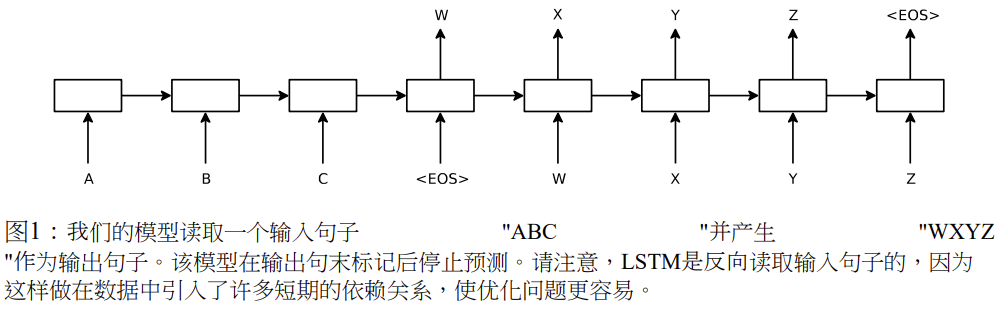 W X Y Z <EOS>
A B C <EOS> W X Y Z
图1：我们的模型读取一个输入句子 "ABC "并产生 "WXYZ
"作为输出句子。该模型在输出句末标记后停止预测。请注意，LSTM是反向读取输入句子的，因为
这样做在数据中引入了许多短期的依赖关系，使优化问题更容易。